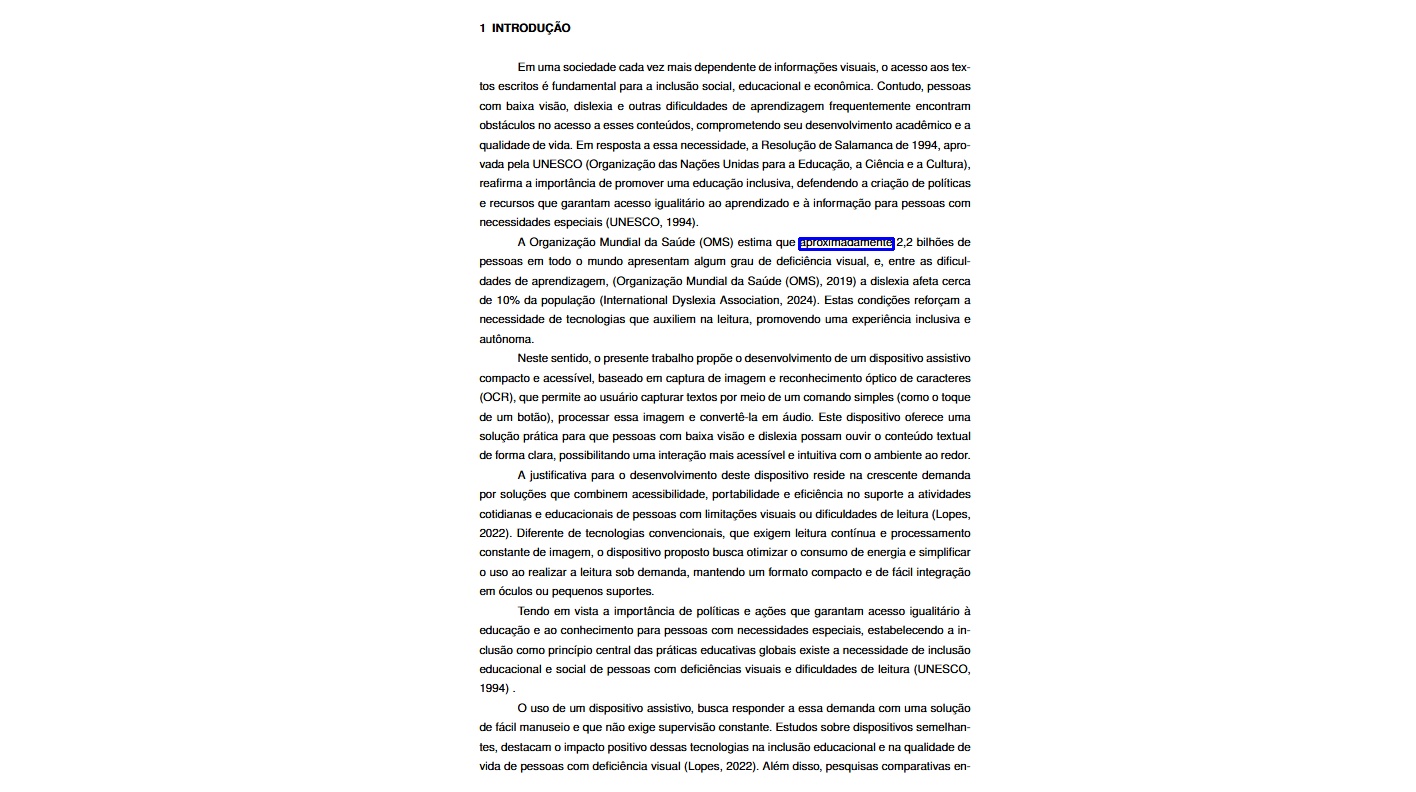 1 INTRODUÇÃO
Em uma sociedade cada vez mais dependente de informações visuais, o acesso aos tex-
tos escritos é fundamental para a inclusão social, educacional e econômica. Contudo, pessoas
com baixa visão, dislexia e outras dificuldades de aprendizagem frequentemente encontram
obstáculos no acesso a esses conteúdos, comprometendo seu desenvolvimento acadêmico e a
qualidade de vida. Em resposta a essa necessidade, a Resolução de Salamanca de 1994, apro-
vada pela UNESCO (Organização das Nações Unidas para a Educação, a Ciência e a Cultura),
reafirma a importância de promover uma educação inclusiva, defendendo a criação de políticas
e recursos que garantam acesso igualitário ao aprendizado e à informação para pessoas com
necessidades especiais (UNESCO, 1994).
A Organização Mundial da Saúde (OMS) estima que aproximadamente 2,2 bilhões de
pessoas em todo o mundo apresentam algum grau de deficiência visual, e, entre as dificul-
dades de aprendizagem, (Organização Mundial da Saúde (OMS), 2019) a dislexia afeta cerca
de 10% da população (International Dyslexia Association, 2024). Estas condições reforçam a
necessidade de tecnologias que auxiliem na leitura, promovendo uma experiência inclusiva e
autônoma.
Neste sentido, o presente trabalho propõe o desenvolvimento de um dispositivo assistivo
compacto e acessível, baseado em captura de imagem e reconhecimento óptico de caracteres
(OCR), que permite ao usuário capturar textos por meio de um comando simples (como o toque
de um botão), processar essa imagem e convertê-la em áudio. Este dispositivo oferece uma
solução prática para que pessoas com baixa visão e dislexia possam ouvir o conteúdo textual
de forma clara, possibilitando uma interação mais acessível e intuitiva com o ambiente ao redor.
A justificativa para o desenvolvimento deste dispositivo reside na crescente demanda
por soluções que combinem acessibilidade, portabilidade e eficiência no suporte a atividades
cotidianas e educacionais de pessoas com limitações visuais ou dificuldades de leitura (Lopes,
2022). Diferente de tecnologias convencionais, que exigem leitura contínua e processamento
constante de imagem, o dispositivo proposto busca otimizar o consumo de energia e simplificar
o uso ao realizar a leitura sob demanda, mantendo um formato compacto e de fácil integração
em óculos ou pequenos suportes.
Tendo em vista a importância de políticas e ações que garantam acesso igualitário à
educação e ao conhecimento para pessoas com necessidades especiais, estabelecendo a in-
clusão como princípio central das práticas educativas globais existe a necessidade de inclusão
educacional e social de pessoas com deficiências visuais e dificuldades de leitura (UNESCO,
1994) .
O uso de um dispositivo assistivo, busca responder a essa demanda com uma solução
de fácil manuseio e que não exige supervisão constante. Estudos sobre dispositivos semelhan-
tes, destacam o impacto positivo dessas tecnologias na inclusão educacional e na qualidade de
vida de pessoas com deficiência visual (Lopes, 2022). Além disso, pesquisas comparativas en-